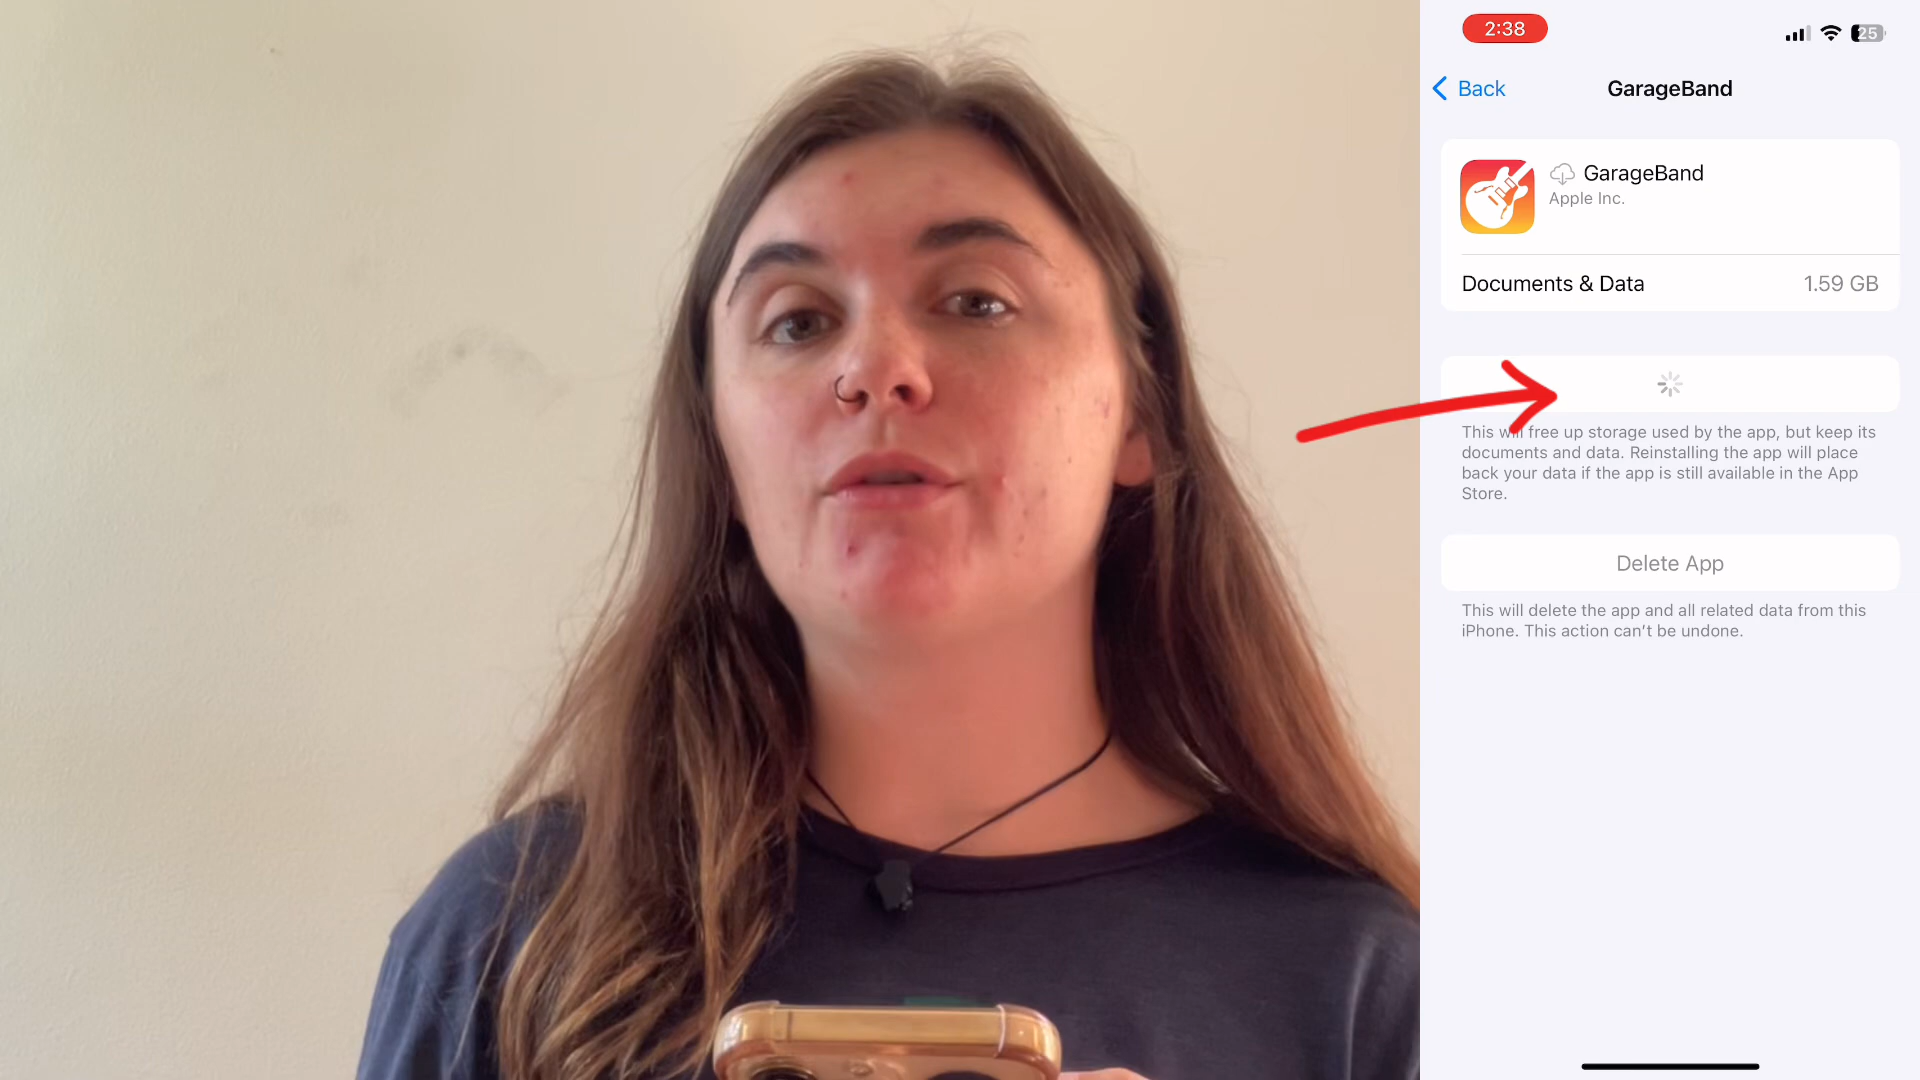 2:38
25
Back
GarageBand
GarageBand
Apple Inc.
Documents & Data
1.59 GB
This will free up storage used by the app, but keep its
documents and data. Reinstalling the app will place
back your data if the app is still available in the App
Store.
Delete App
This will delete the app and all related data from this
iPhone. This action can’t be undone.